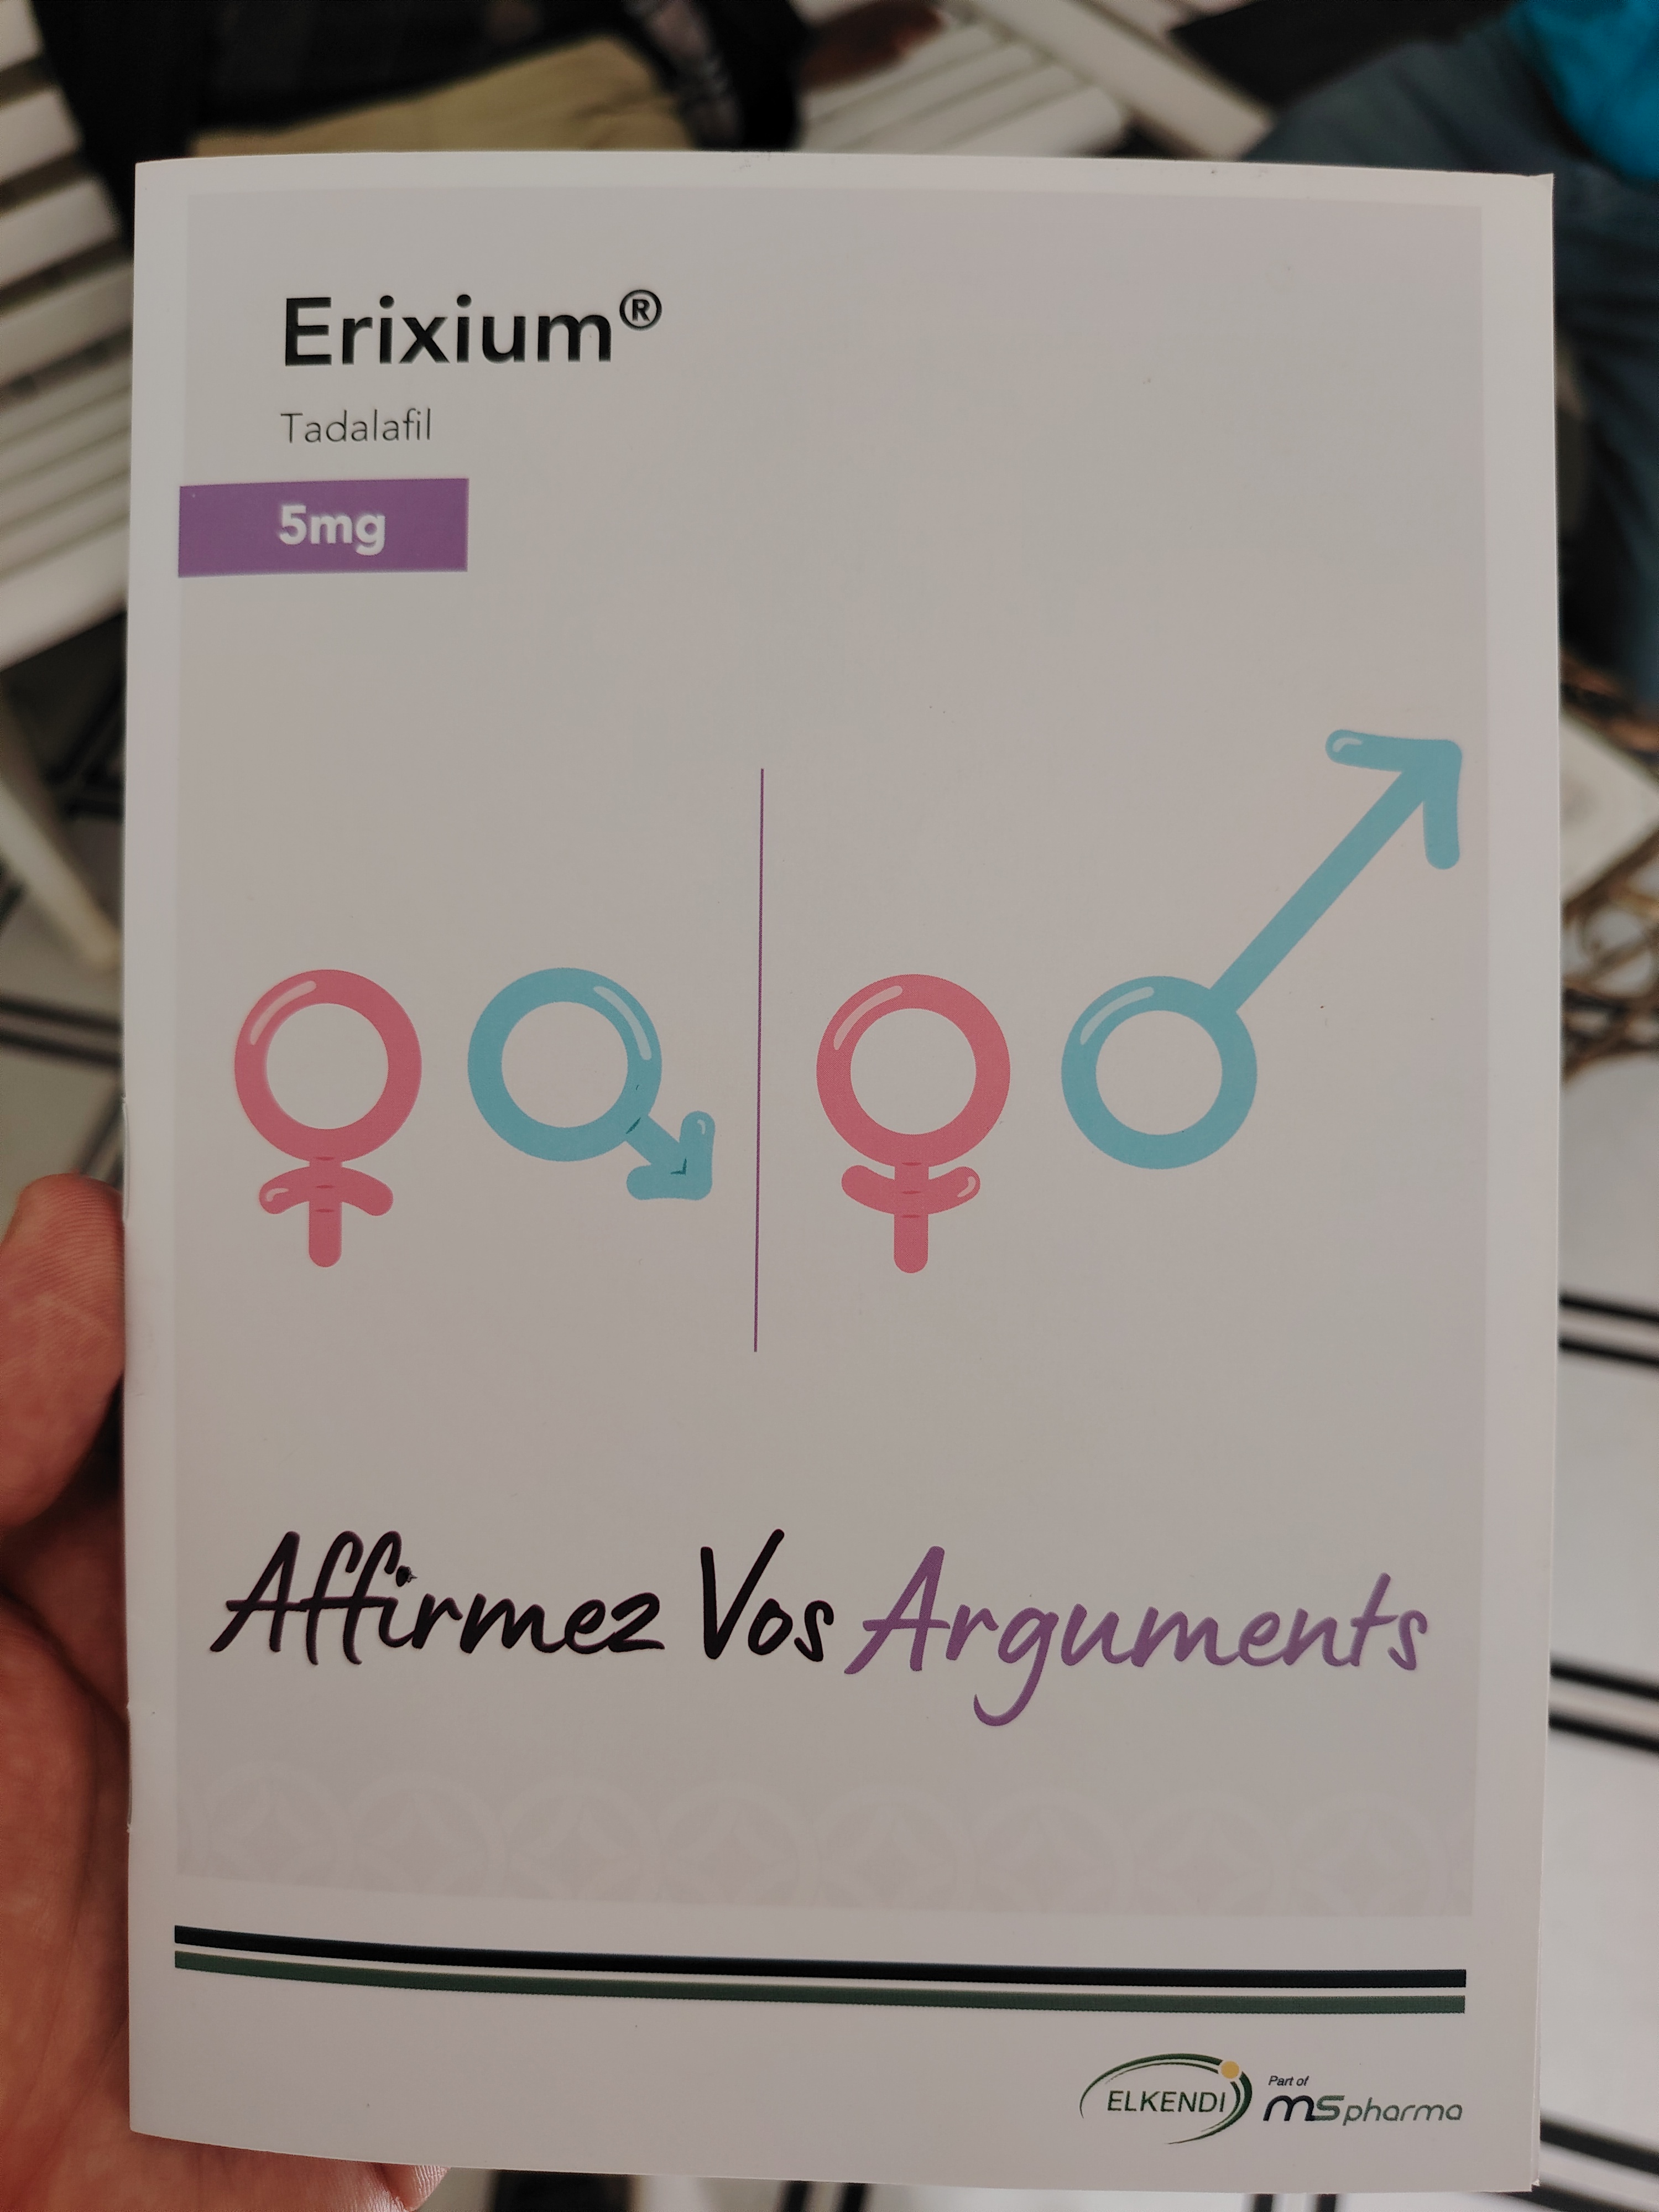 Erixium®
Tadalafil
5mg
Affirmez Vos Arguments
ELKENDI
Part of
ms pharma